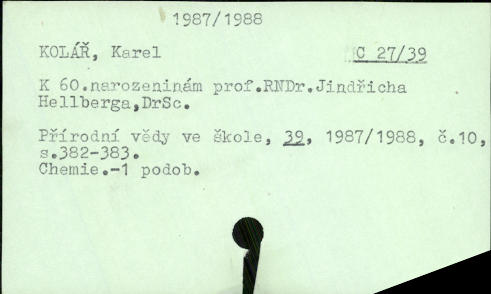 1987/1988
KOLÁŘ, Karel C 27/39
K 60.narozeninám prof.RNDr.Jindřicha
Hellberga,DrSc.
Přírodní vědy ve škole, 39, 1987/1988, č.10,
s.382-383.
Chemie.-1 podob.